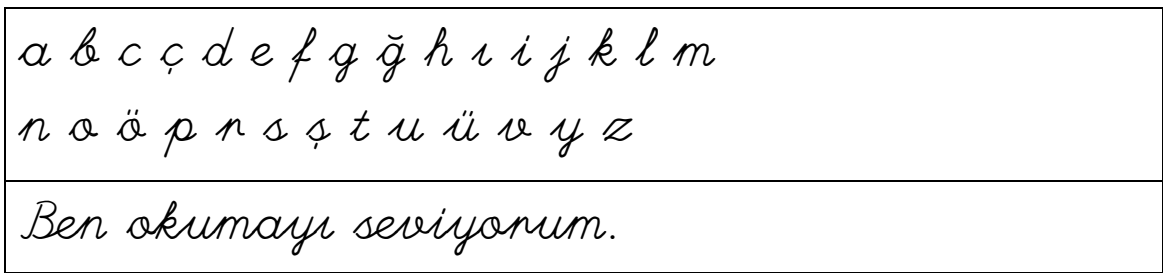 a b c ç d e f g ğ h ı i j k l m
n o ö p r s ş t u ü v y z
Ben okumayı seviyorum.